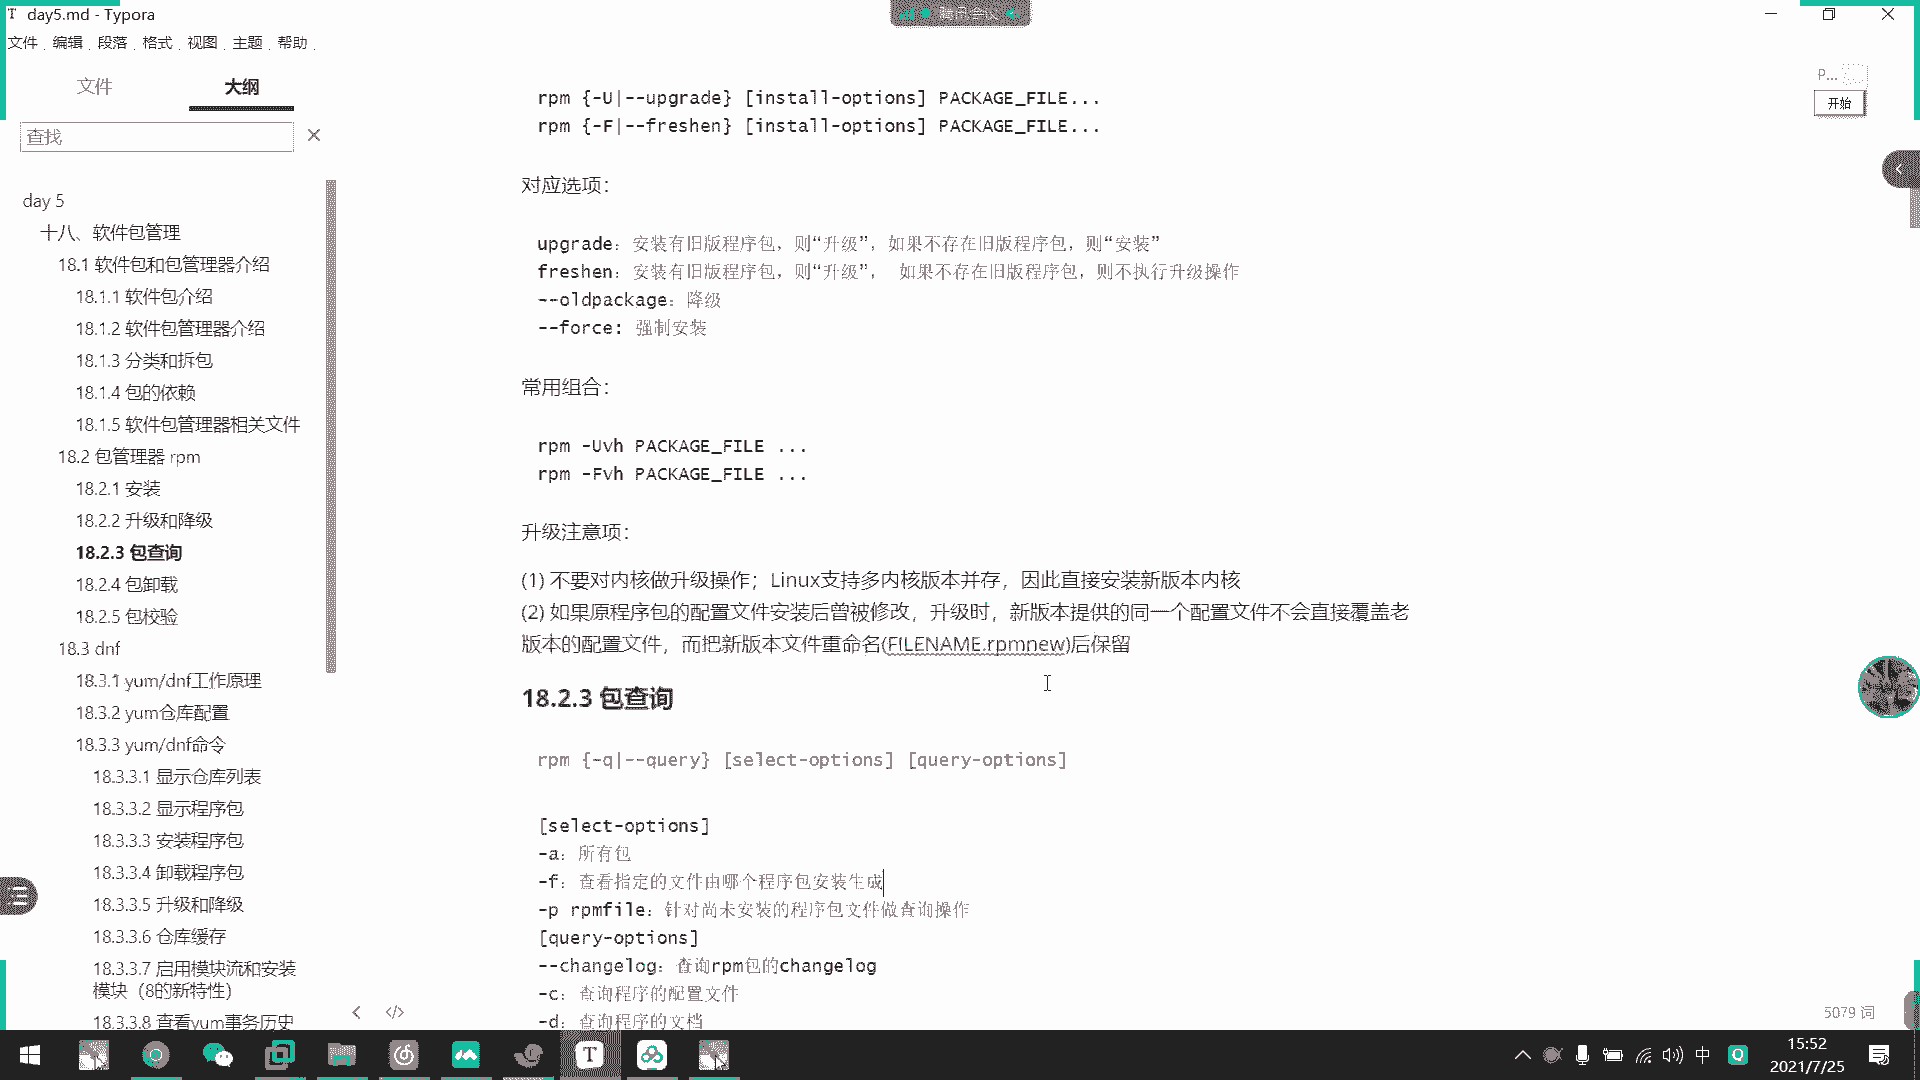 day5.md - Typora
腾讯会议
文件 编辑 段落 格式 视图 主题 帮助
文件
大纲
查找
day 5
十八、软件包管理
18.1 软件包和包管理器介绍
18.1.1 软件包介绍
18.1.2 软件包管理器介绍
18.1.3 分类和拆包
18.1.4 包的依赖
18.1.5 软件包管理器相关文件
18.2 包管理器 rpm
18.2.1 安装
18.2.2 升级和降级
18.2.3 包查询
18.2.4 包卸载
18.2.5 包校验
18.3 dnf
18.3.1 yum/dnf工作原理
18.3.2 yum仓库配置
18.3.3 yum/dnf命令
18.3.3.1 显示仓库列表
18.3.3.2 显示程序包
18.3.3.3 安装程序包
18.3.3.4 卸载程序包
18.3.3.5 升级和降级
18.3.3.6 仓库缓存
18.3.3.7 启用模块流和安装
模块（8的新特性）
18.3.3.8 查看yum事务历史
rpm {-U|--upgrade} [install-options] PACKAGE_FILE...
rpm {-F|--freshen} [install-options] PACKAGE_FILE...
对应选项：
upgrade：安装有旧版程序包，则“升级”，如果不存在旧版程序包，则“安装”
freshen：安装有旧版程序包，则“升级”， 如果不存在旧版程序包，则不执行升级操作
--oldpackage：降级
--force: 强制安装
常用组合：
rpm -Uvh PACKAGE_FILE ...
rpm -Fvh PACKAGE_FILE ...
升级注意项：
(1) 不要对内核做升级操作；Linux支持多内核版本并存，因此直接安装新版本内核
(2) 如果原程序包的配置文件安装后曾被修改，升级时，新版本提供的同一个配置文件不会直接覆盖老
版本的配置文件，而把新版本文件重命名(FILENAME.rpmnew)后保留
18.2.3 包查询
rpm {-q|--query} [select-options] [query-options]
[select-options]
-a：所有包
-f：查看指定的文件由哪个程序包安装生成
-p rpmfile：针对尚未安装的程序包文件做查询操作
[query-options]
--changelog：查询rpm包的changelog
-c：查询程序的配置文件
-d：查询程序的文档
P...
开始
5079 词
中
15:52
2021/7/25